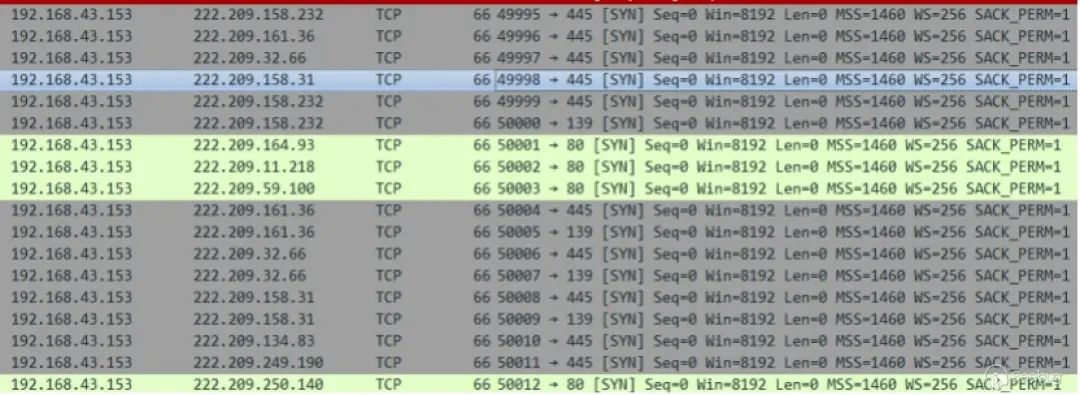 192.168.43.153 222.209.158.232 TCP 66 49995 → 445 [SYN] Seq=0 Win=8192 Len=0 MSS=1460 WS=256 SACK_PERM=1
192.168.43.153 222.209.161.36 TCP 66 49996 → 445 [SYN] Seq=0 Win=8192 Len=0 MSS=1460 WS=256 SACK_PERM=1
192.168.43.153 222.209.32.66 TCP 66 49997 → 445 [SYN] Seq=0 Win=8192 Len=0 MSS=1460 WS=256 SACK_PERM=1
192.168.43.153 222.209.158.31 TCP 66 49998 → 445 [SYN] Seq=0 Win=8192 Len=0 MSS=1460 WS=256 SACK_PERM=1
192.168.43.153 222.209.158.232 TCP 66 49999 → 445 [SYN] Seq=0 Win=8192 Len=0 MSS=1460 WS=256 SACK_PERM=1
192.168.43.153 222.209.158.232 TCP 66 50000 → 139 [SYN] Seq=0 Win=8192 Len=0 MSS=1460 WS=256 SACK_PERM=1
192.168.43.153 222.209.164.93 TCP 66 50001 → 80 [SYN] Seq=0 Win=8192 Len=0 MSS=1460 WS=256 SACK_PERM=1
192.168.43.153 222.209.11.218 TCP 66 50002 → 80 [SYN] Seq=0 Win=8192 Len=0 MSS=1460 WS=256 SACK_PERM=1
192.168.43.153 222.209.59.100 TCP 66 50003 → 80 [SYN] Seq=0 Win=8192 Len=0 MSS=1460 WS=256 SACK_PERM=1
192.168.43.153 222.209.161.36 TCP 66 50004 → 445 [SYN] Seq=0 Win=8192 Len=0 MSS=1460 WS=256 SACK_PERM=1
192.168.43.153 222.209.161.36 TCP 66 50005 → 139 [SYN] Seq=0 Win=8192 Len=0 MSS=1460 WS=256 SACK_PERM=1
192.168.43.153 222.209.32.66 TCP 66 50006 → 445 [SYN] Seq=0 Win=8192 Len=0 MSS=1460 WS=256 SACK_PERM=1
192.168.43.153 222.209.32.66 TCP 66 50007 → 139 [SYN] Seq=0 Win=8192 Len=0 MSS=1460 WS=256 SACK_PERM=1
192.168.43.153 222.209.158.31 TCP 66 50008 → 445 [SYN] Seq=0 Win=8192 Len=0 MSS=1460 WS=256 SACK_PERM=1
192.168.43.153 222.209.158.31 TCP 66 50009 → 139 [SYN] Seq=0 Win=8192 Len=0 MSS=1460 WS=256 SACK_PERM=1
192.168.43.153 222.209.134.83 TCP 66 50010 → 445 [SYN] Seq=0 Win=8192 Len=0 MSS=1460 WS=256 SACK_PERM=1
192.168.43.153 222.209.249.190 TCP 66 50011 → 445 [SYN] Seq=0 Win=8192 Len=0 MSS=1460 WS=256 SACK_PERM=1
192.168.43.153 222.209.250.140 TCP 66 50012 → 80 [SYN] Seq=0 Win=8192 Len=0 MSS=1460 WS=256 SACK_PERM=1